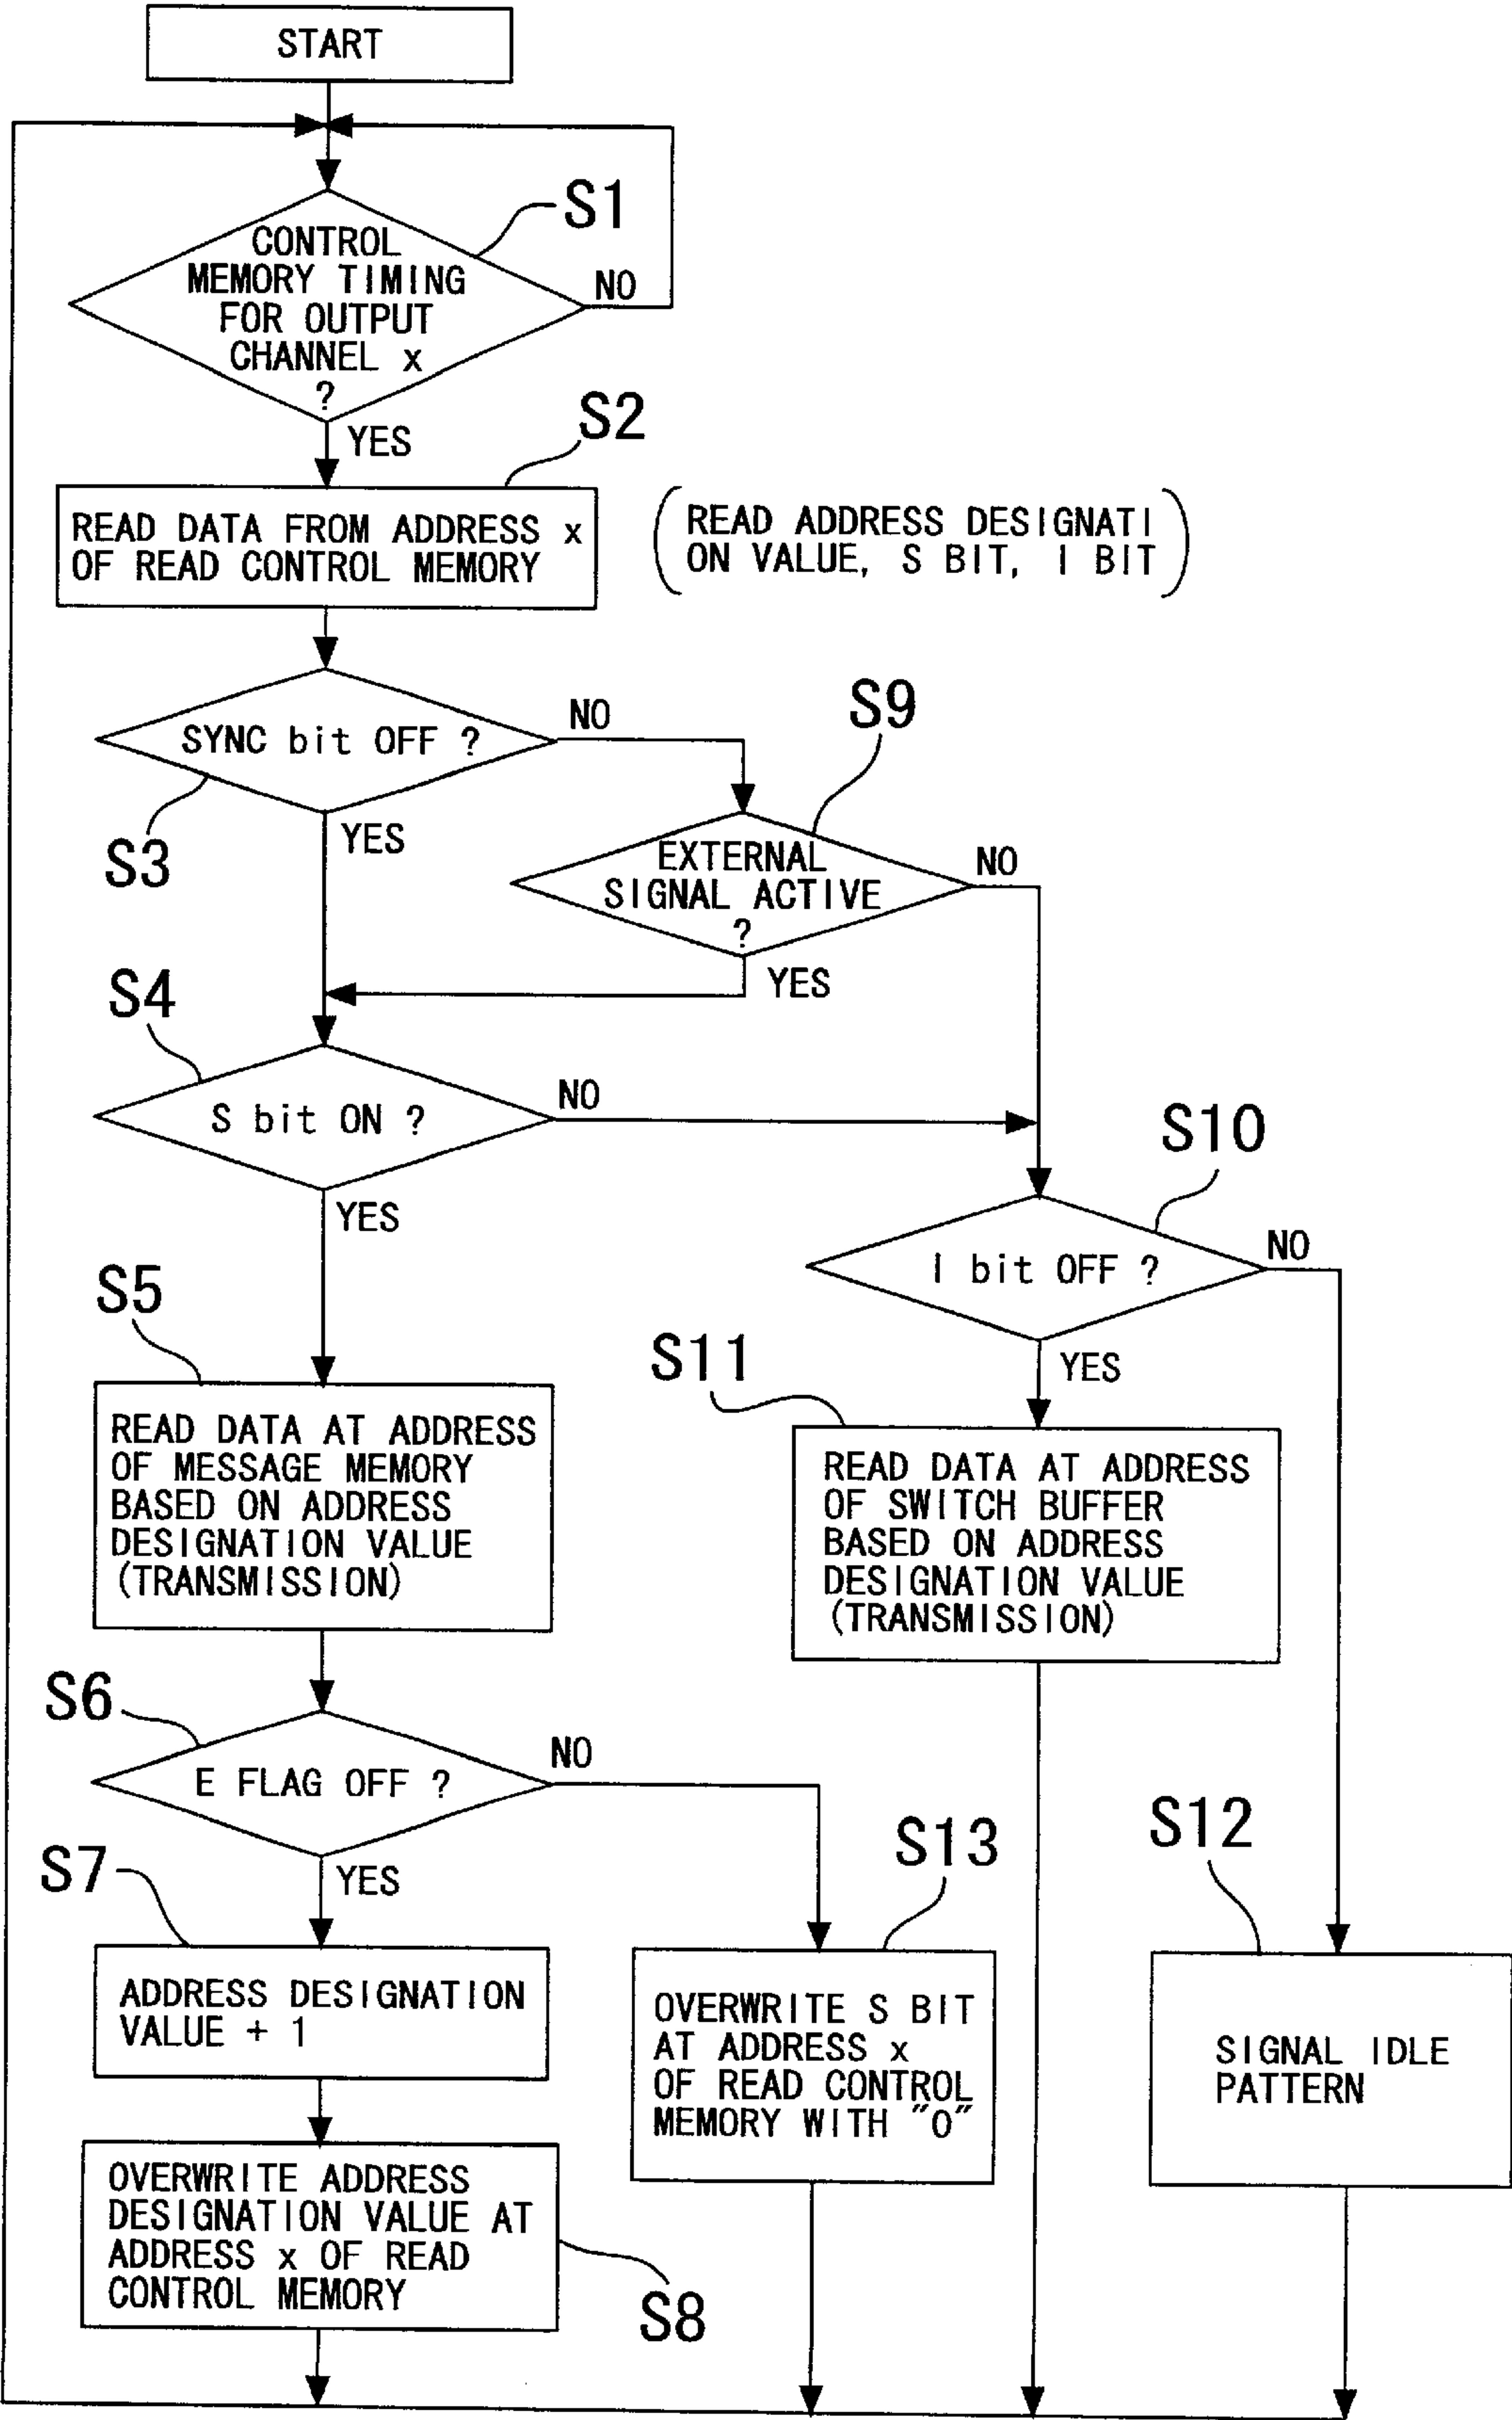 START
S1
CONTROL
MEMORY TIMING
FOR OUTPUT
CHANNEL x
?
NO
YES
S2
READ DATA FROM ADDRESS x
OF READ CONTROL MEMORY
READ ADDRESS DESIGNATI
ON VALUE, S BIT, I BIT
SYNC bit OFF ?
NO
YES
S3
S9
EXTERNAL
SIGNAL ACTIVE
?
NO
YES
S4
S bit ON ?
NO
YES
S10
I bit OFF ?
NO
YES
S5
READ DATA AT ADDRESS
OF MESSAGE MEMORY
BASED ON ADDRESS
DESIGNATION VALUE
(TRANSMISSION)
S11
READ DATA AT ADDRESS
OF SWITCH BUFFER
BASED ON ADDRESS
DESIGNATION VALUE
(TRANSMISSION)
S6
E FLAG OFF ?
NO
YES
S7
ADDRESS DESIGNATION
VALUE + 1
S13
OVERWRITE S BIT
AT ADDRESS x
OF READ CONTROL
MEMORY WITH "0"
S12
SIGNAL IDLE
PATTERN
OVERWRITE ADDRESS
DESIGNATION VALUE AT
ADDRESS x OF READ
CONTROL MEMORY
S8